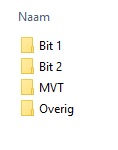 Naam
Bit 1
Bit 2
MVT
Overig